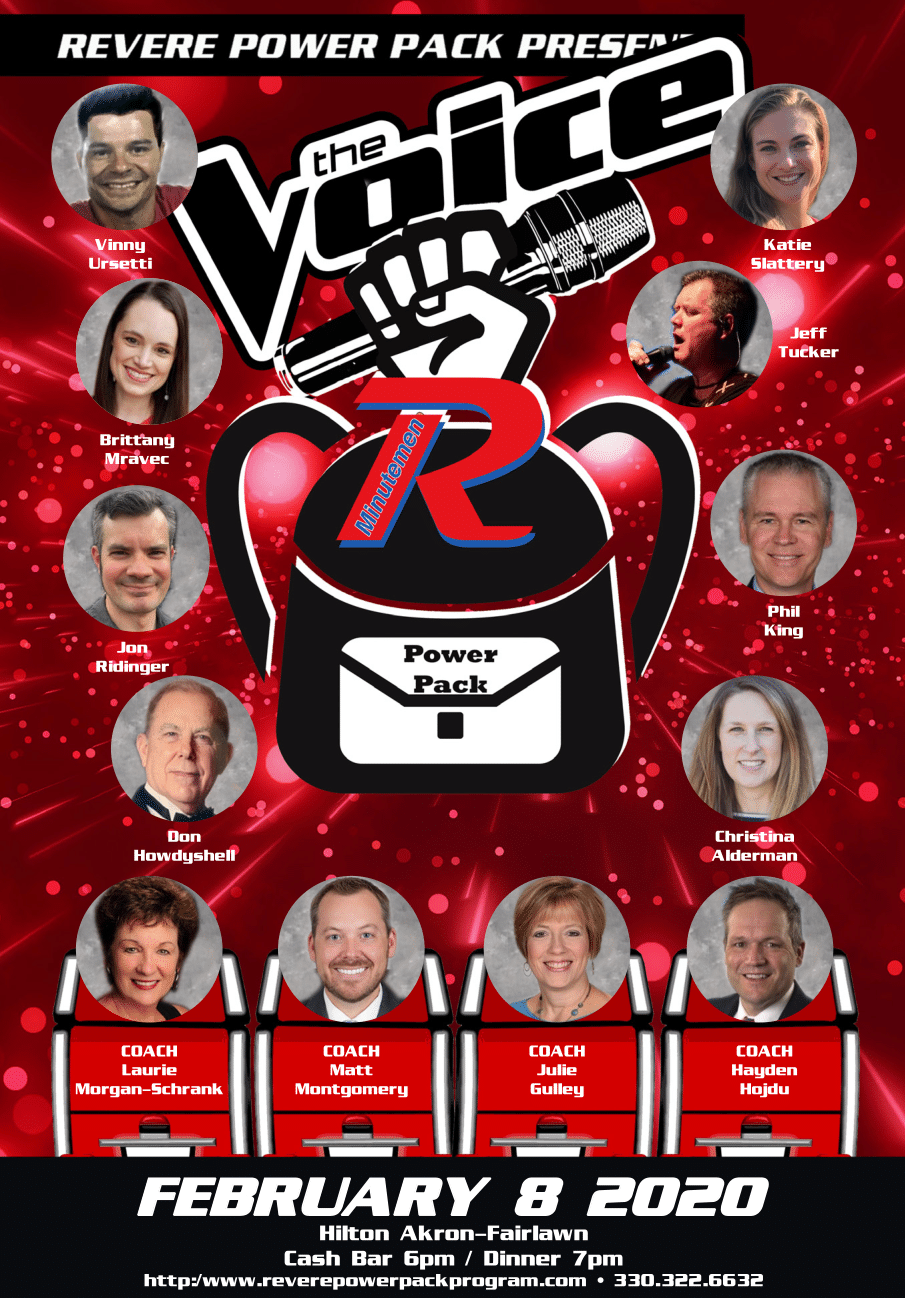 REVERE POWER PACK PRESENTS
the
Voice
Vinny
Ursetti
Katie
Slattery
Jeff
Tucker
Brittany
Mravec
R
Minutemen®
Phil
King
Jon
Ridinger
Power
Pack
Don
Howdyshell
Christina
Alderman
COACH
Laurie
Morgan-Schrank
COACH
Matt
Montgomery
COACH
Julie
Gulley
COACH
Hayden
Hojdu
FEBRUARY 8 2020
Hilton Akron-Fairlawn
Cash Bar 6pm / Dinner 7pm
http:/www.reverepowerpackprogram.com • 330.322.6632